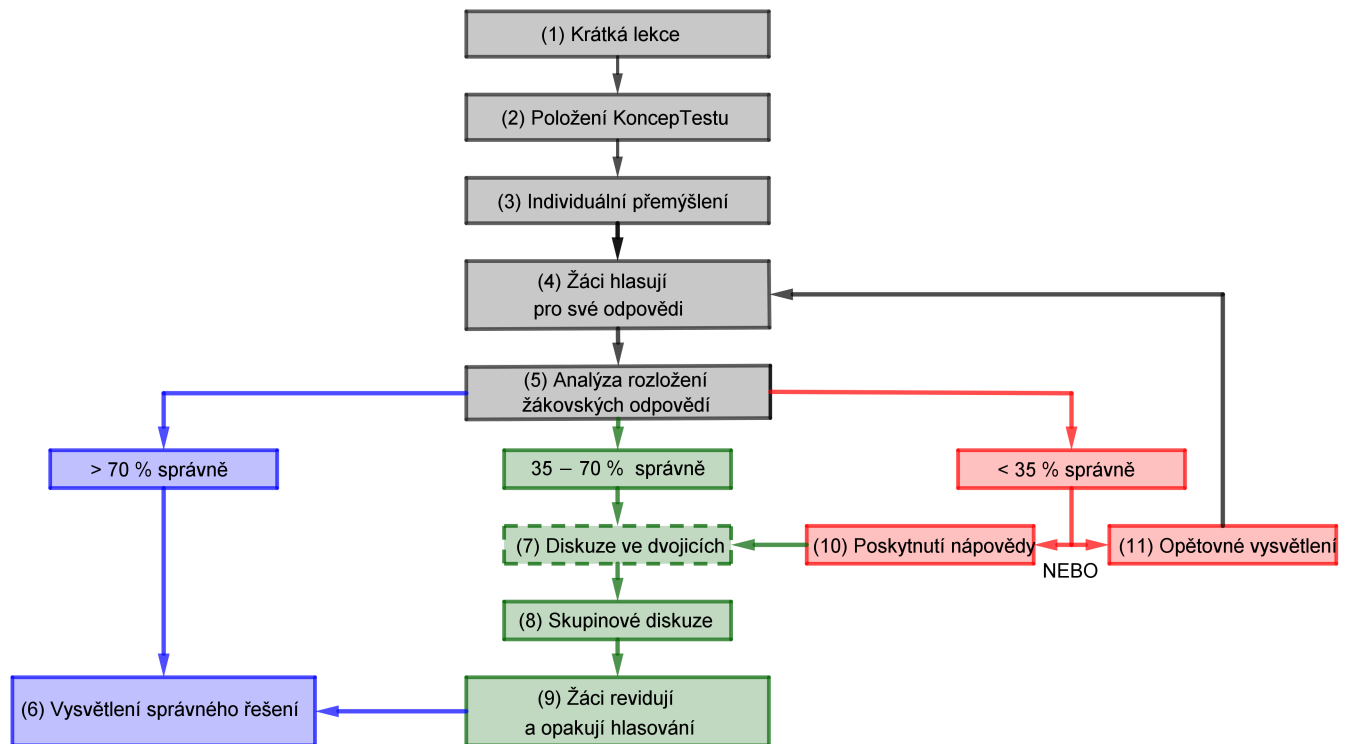 (1) Krátká lekce
(2) Položení KoncepTestu
(3) Individuální přemýšlení
(4) Žáci hlasují
pro své odpovědi
(5) Analýza rozložení
žákovských odpovědí
> 70 % správně
35 – 70 % správně
< 35 % správně
(7) Diskuze ve dvojicích
(10) Poskytnutí nápovědy
NEBO
(11) Opětovné vysvětlení
(8) Skupinové diskuze
(6) Vysvětlení správného řešení
(9) Žáci revidují
a opakují hlasování